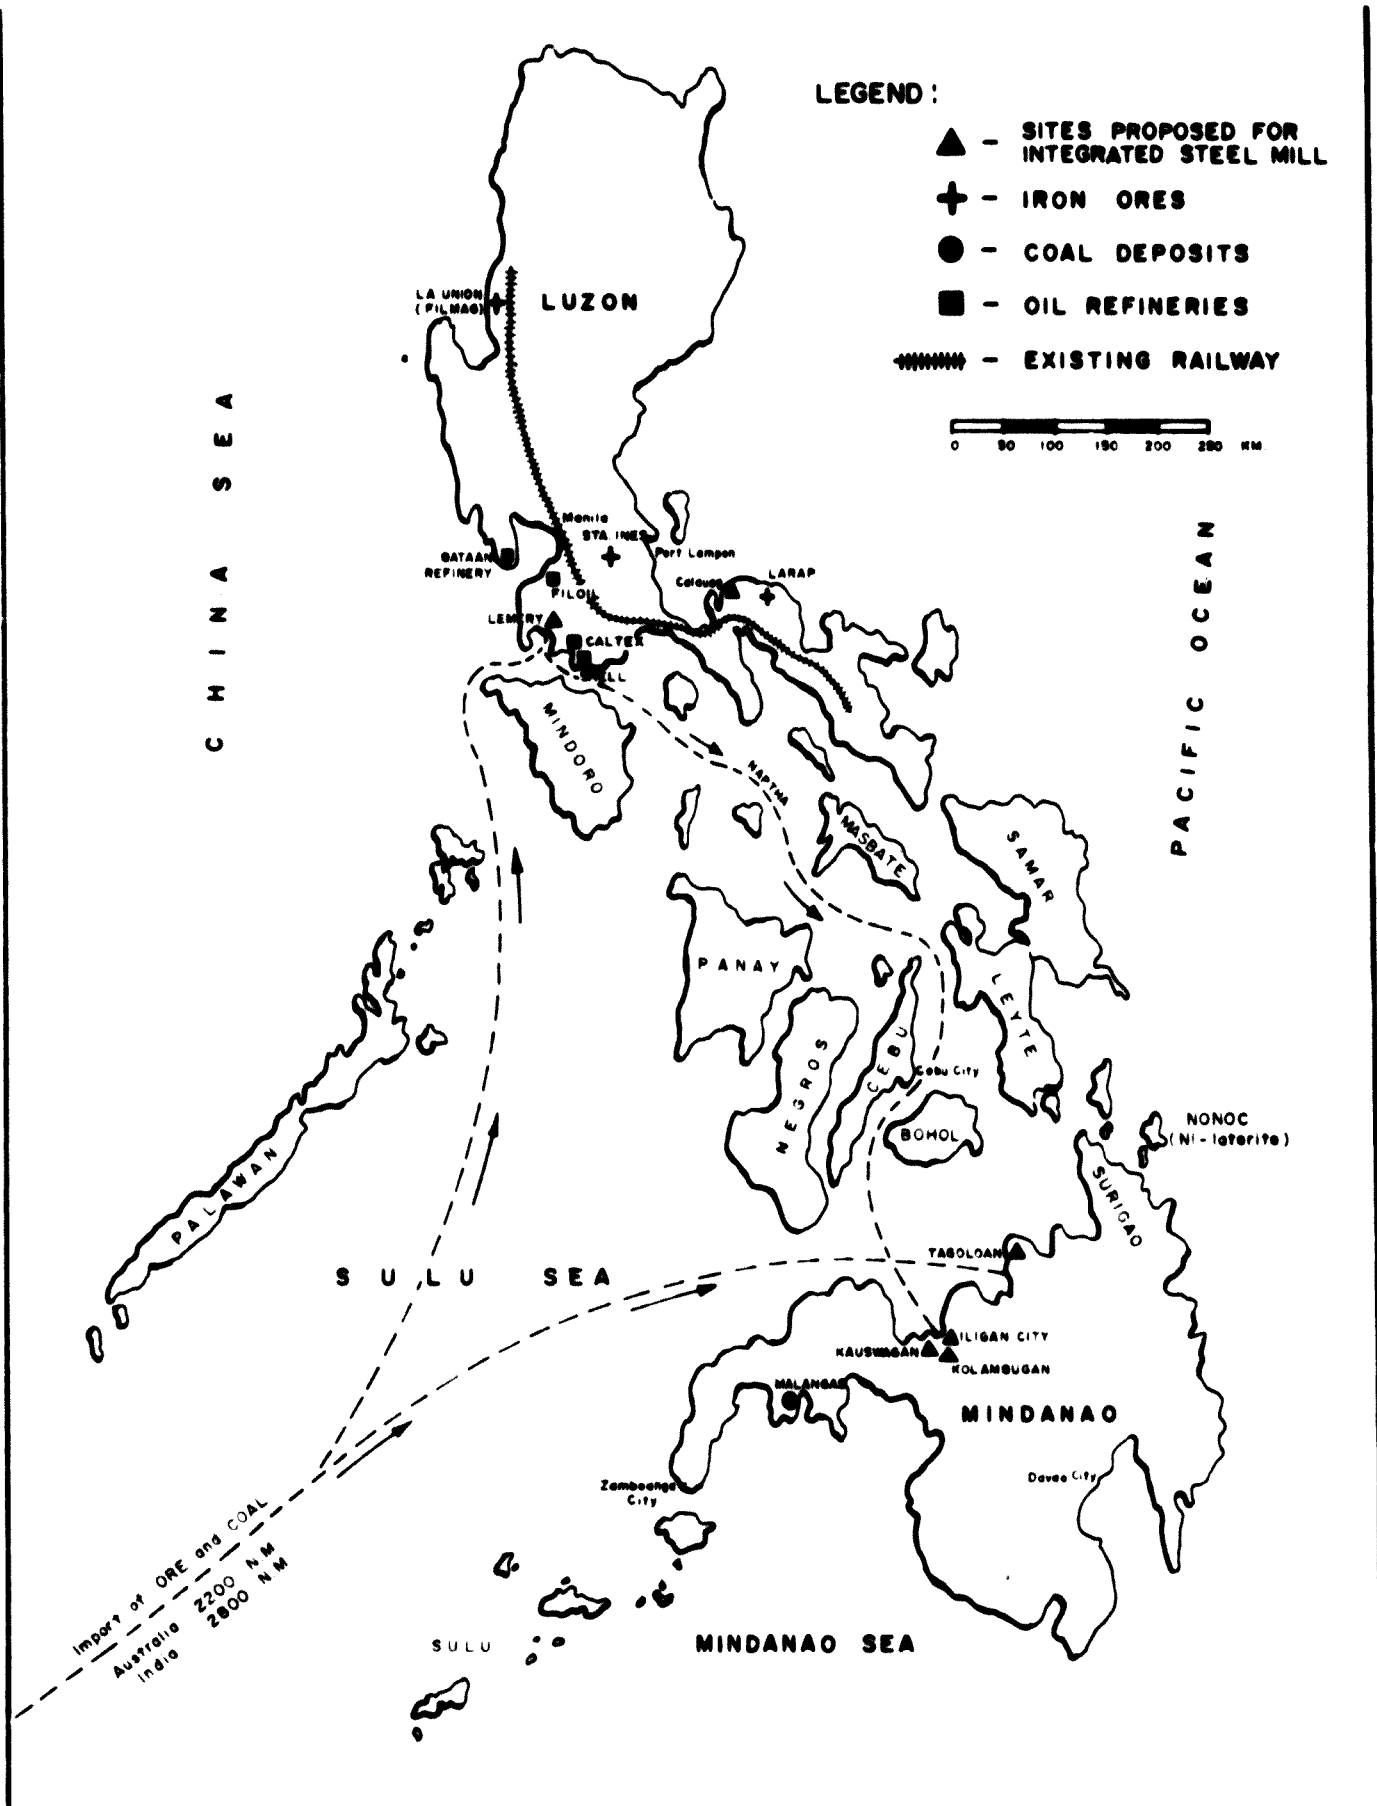 LEGEND :
▲ - SITES PROPOSED FOR
INTEGRATED STEEL MILL
+ - IRON ORES
● - COAL DEPOSITS
■ - OIL REFINERIES
- EXISTING RAILWAY
0 50 100 150 200 250 KM.
LA UNION
(FILMAG)
LUZON
CHINA SEA
PACIFIC OCEAN
Manila
STA. INES
BATAAN
REFINERY
Port Lampon
FILOIL
Calauag
LARAP
LEMERY
CALTEX
MINDORO
NAPTHA
MASBATE
SAMAR
PANAY
LEYTE
NEGROS
CEBU
Cebu City
BOHOL
NONOC
(Ni - laterite)
SURIGAO
PALAWAN
SULU SEA
TAGOLOAN
ILIGAN CITY
KAUSWAGAN
KOLAMBUGAN
MALANGAS
MINDANAO
Davao City
Zamboanga
City
Import of ORE and COAL
Australia 2200 NM
India 2800 NM
SULU
MINDANAO SEA